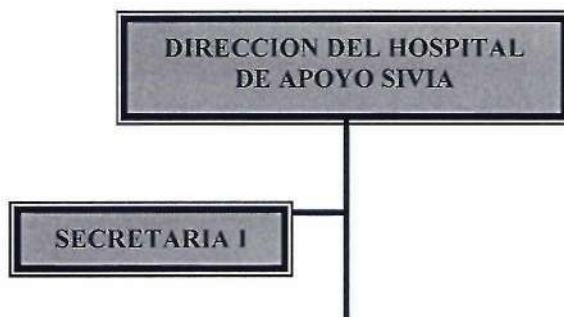 DIRECCION DEL HOSPITAL
DE APOYO SIVIA
SECRETARIA I